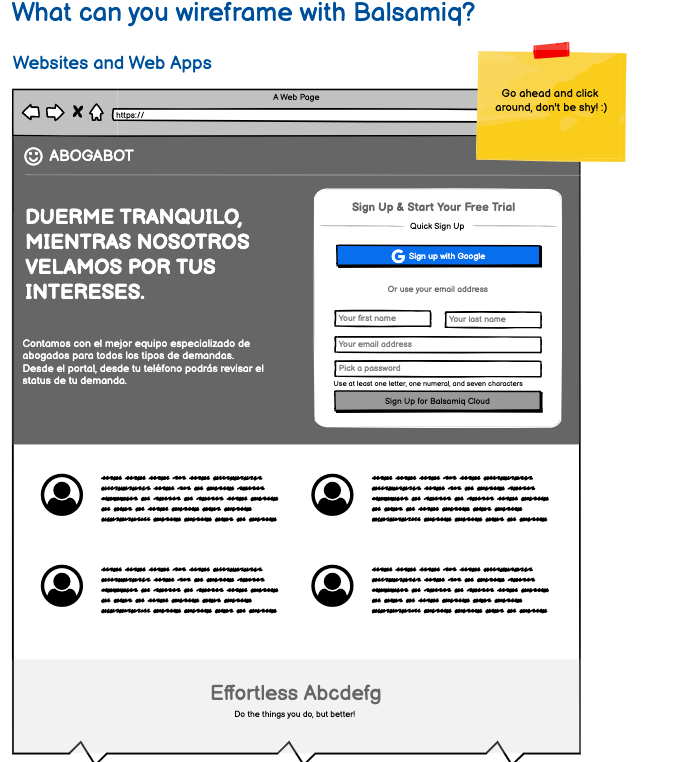 What can you wireframe with Balsamiq?
Websites and Web Apps
Go ahead and click
around, don't be shy! :)
A Web Page
https://
ABOGABOT
DUERME TRANQUILO,
MIENTRAS NOSOTROS
VELAMOS POR TUS
INTERESES.
Contamos con el mejor equipo especializado de
abogados para todos los tipos de demandas.
Desde el portal, desde tu teléfono podrás revisar el
status de tu demanda.
Sign Up & Start Your Free Trial
Quick Sign Up
G Sign up with Google
Or use your email address
Your first name
Your last name
Your email address
Pick a password
Use at least one letter, one numeral, and seven characters
Sign Up for Balsamiq Cloud
Effortless Abcdefg
Do the things you do, but better!